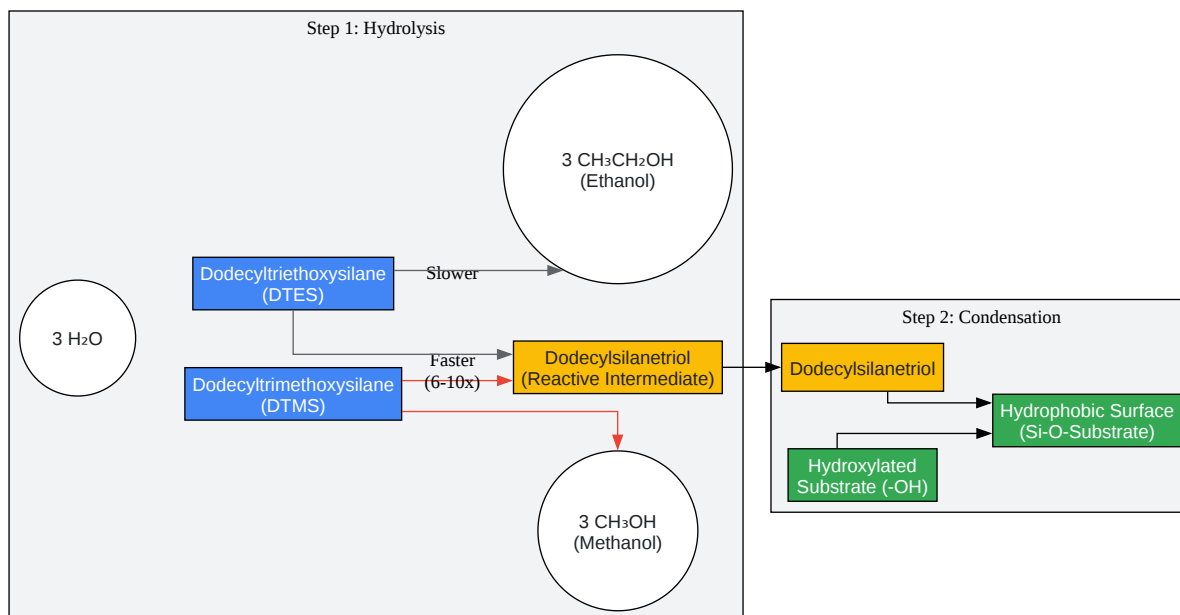 Step 1: Hydrolysis
3 CH₃CH₂OH
(Ethanol)
Dodecyltriethoxysilane
(DTES)
Slower
3 H₂O
Dodecyltrimethoxysilane
(DTMS)
Faster
(6-10x)
Dodecylsilanetriol
(Reactive Intermediate)
3 CH₃OH
(Methanol)
Step 2: Condensation
Dodecylsilanetriol
Hydrophobic Surface
(Si-O-Substrate)
Hydroxylated
Substrate (-OH)